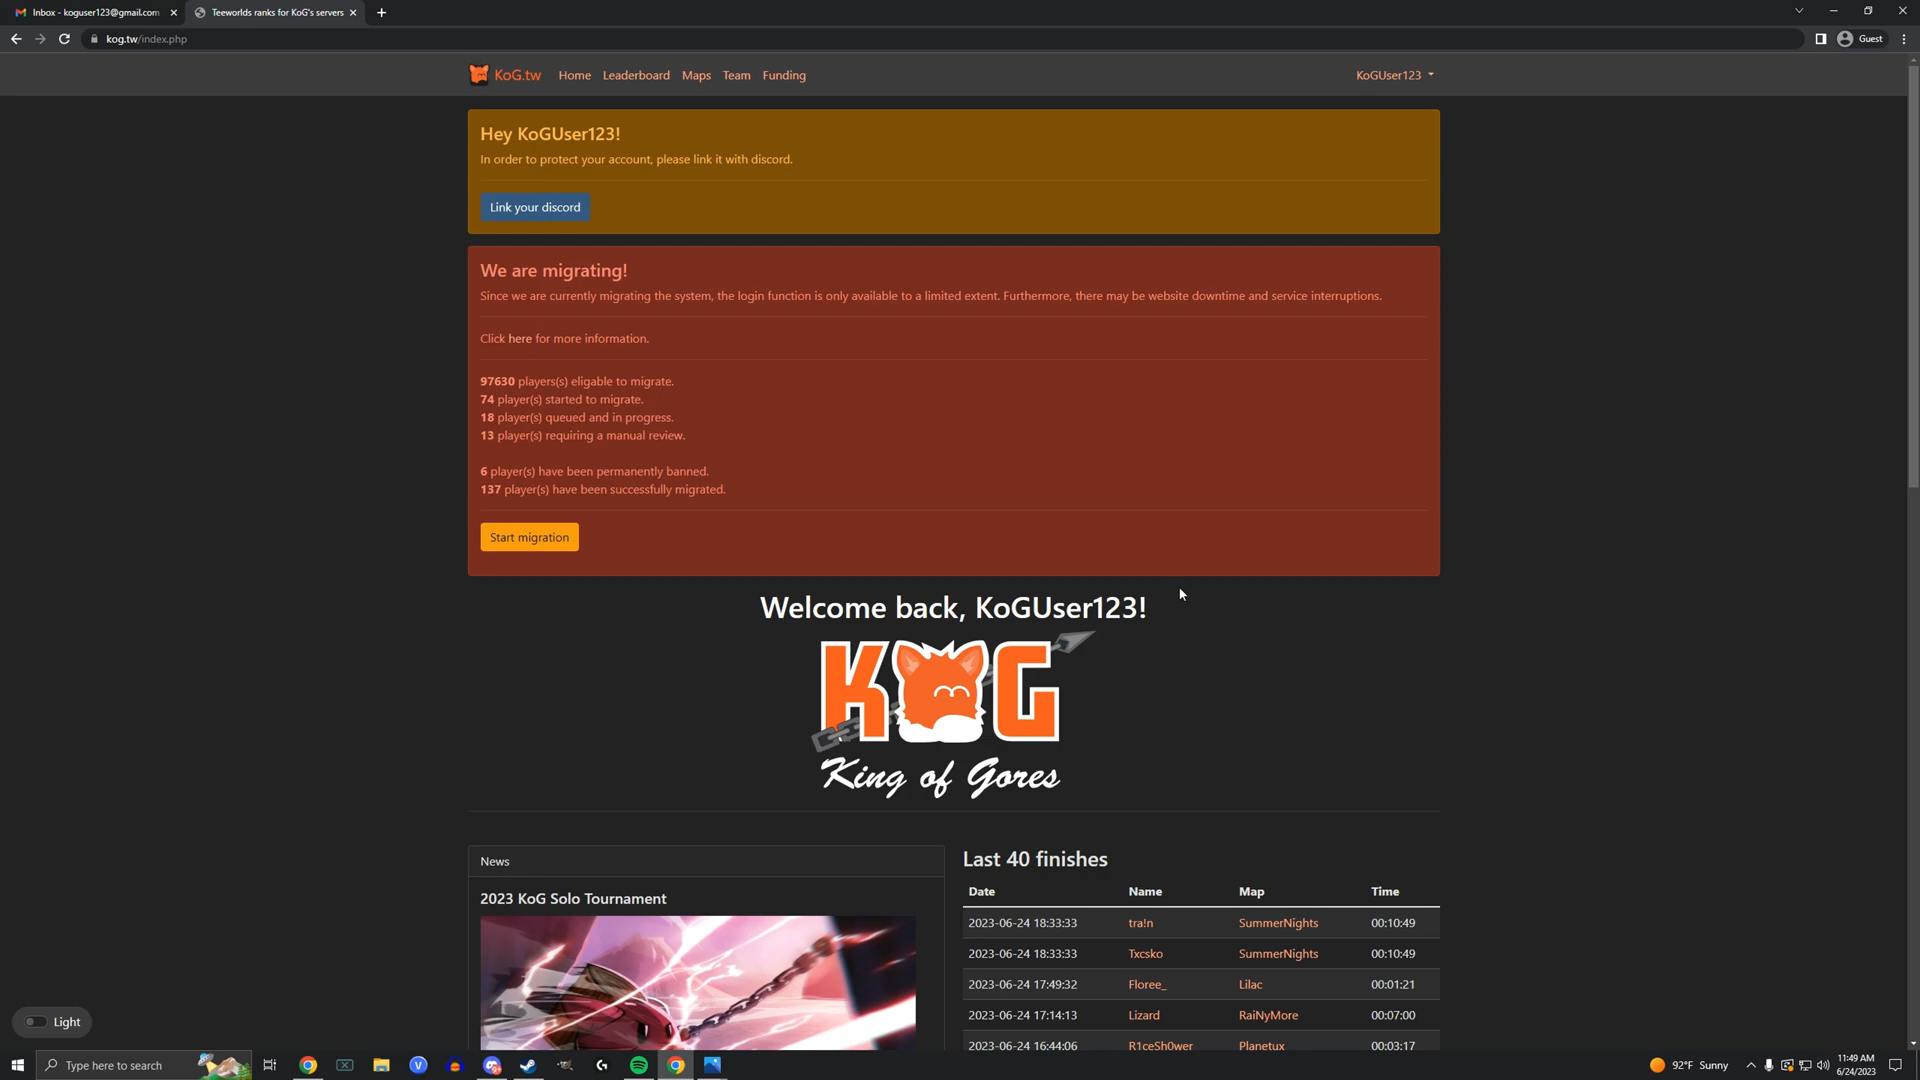 Inbox - koguser123@gmail.com
Teeworlds ranks for KoG's servers
kog.tw/index.php
Guest
KoG.tw
Home
Leaderboard
Maps
Team
Funding
KoGUser123
Hey KoGUser123!
In order to protect your account, please link it with discord.
Link your discord
We are migrating!
Since we are currently migrating the system, the login function is only available to a limited extent. Furthermore, there may be website downtime and service interruptions.
Click here for more information.
97630 players(s) eligable to migrate.
74 player(s) started to migrate.
18 player(s) queued and in progress.
13 player(s) requiring a manual review.
6 player(s) have been permanently banned.
137 player(s) have been successfully migrated.
Start migration
Welcome back, KoGUser123!
KOG
King of Gores
News
2023 KoG Solo Tournament
Last 40 finishes
Date Name Map Time
2023-06-24 18:33:33 tra!n SummerNights 00:10:49
2023-06-24 18:33:33 Txcsko SummerNights 00:10:49
2023-06-24 17:49:32 Floree_ Lilac 00:01:21
2023-06-24 17:14:13 Lizard RaiNyMore 00:07:00
2023-06-24 16:44:06 R1ceSh0wer Planetux 00:03:17
Light
Type here to search
92°F Sunny
11:49 AM
6/24/2023